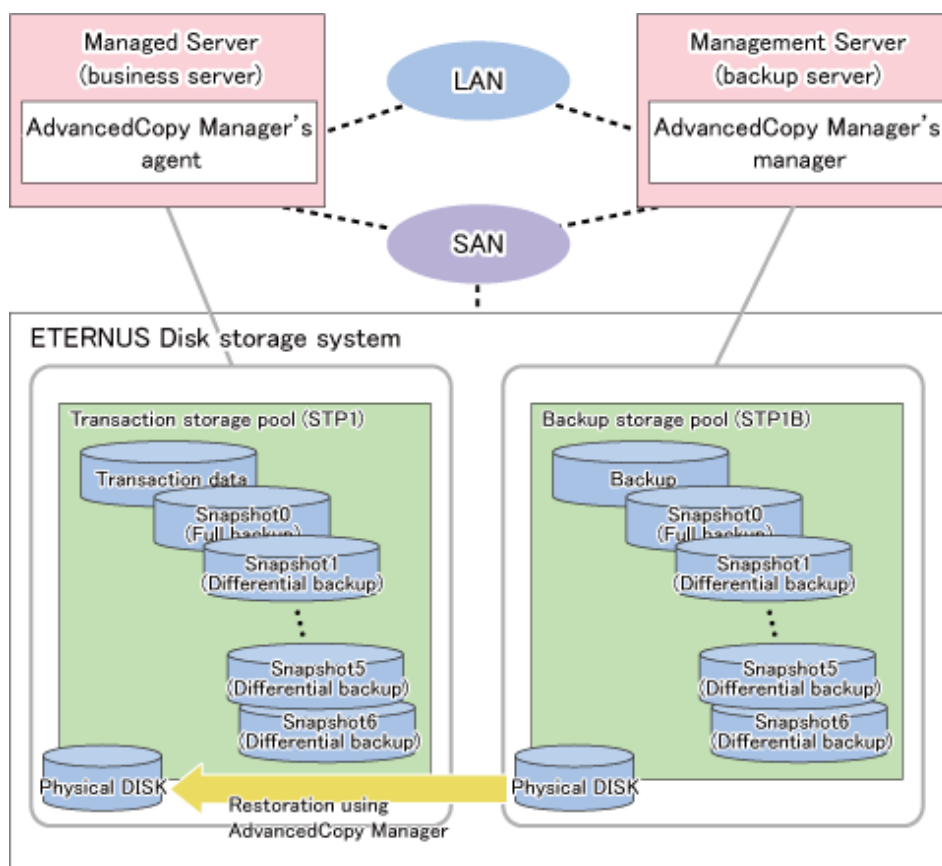 Managed Server
(business server)
AdvancedCopy Manager's
agent
LAN
Management Server
(backup server)
AdvancedCopy Manager's
manager
SAN
ETERNUS Disk storage system
Transaction storage pool (STP1)
Transaction data
Snapshot0
(Full backup)
Snapshot1
(Differential backup)
Snapshot5
(Differential backup)
Snapshot6
(Differential backup)
Physical DISK
Backup storage pool (STP1B)
Backup
Snapshot0
(Full backup)
Snapshot1
(Differential backup)
Snapshot5
(Differential backup)
Snapshot6
(Differential backup)
Physical DISK
Restoration using
AdvancedCopy Manager